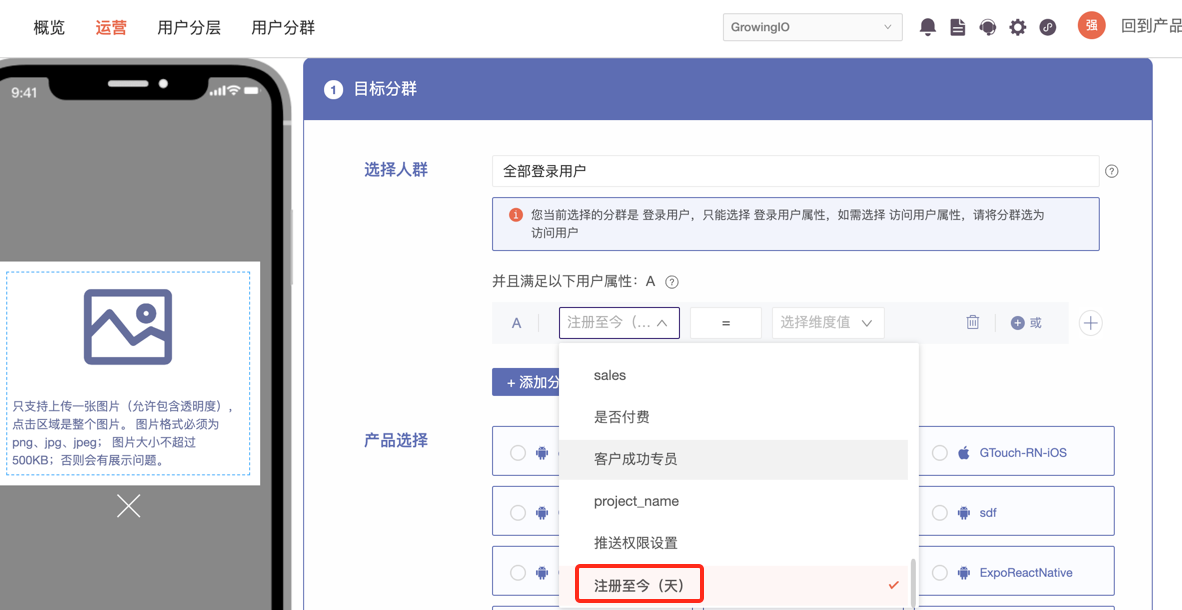 概览 运营 用户分层 用户分群 GrowingIO 强 回到产品
9:41
1 目标分群
选择人群 全部登录用户 ?
您当前选择的分群是 登录用户，只能选择 登录用户属性，如需选择 访问用户属性，请将分群选为
访问用户
并且满足以下用户属性：A ?
A 注册至今（... = 选择维度值 或
+ 添加分
sales
是否付费
客户成功专员
project_name
推送权限设置
注册至今（天）
产品选择
GTouch-RN-iOS
sdf
ExpoReactNative
只支持上传一张图片（允许包含透明度），
点击区域是整个图片。 图片格式必须为
png、jpg、jpeg； 图片大小不超过
500KB；否则会有展示问题。